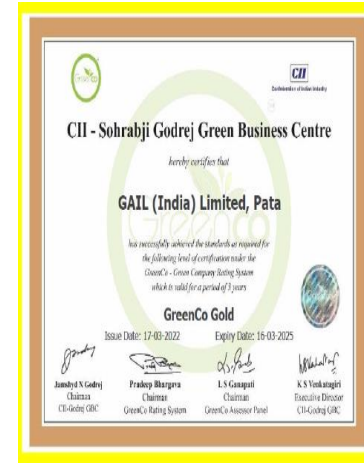 GreenCo
CII
Confederation of Indian Industry
CII - Sohrabji Godrej Green Business Centre
hereby certifies that
GAIL (India) Limited, Pata
has successfully achieved the standards as required for
the following level of certification under the
GreenCo - Green Company Rating System
which is valid for a period of 3 years
GreenCo Gold
Issue Date: 17-03-2022 Expiry Date: 16-03-2025
Jamshyd N Godrej Pradeep Bhargava L S Ganapati K S Venkatagiri
Chairman Chairman Chairman Executive Director
CII-Godrej GBC GreenCo Rating System GreenCo Assessor Panel CII-Godrej GBC